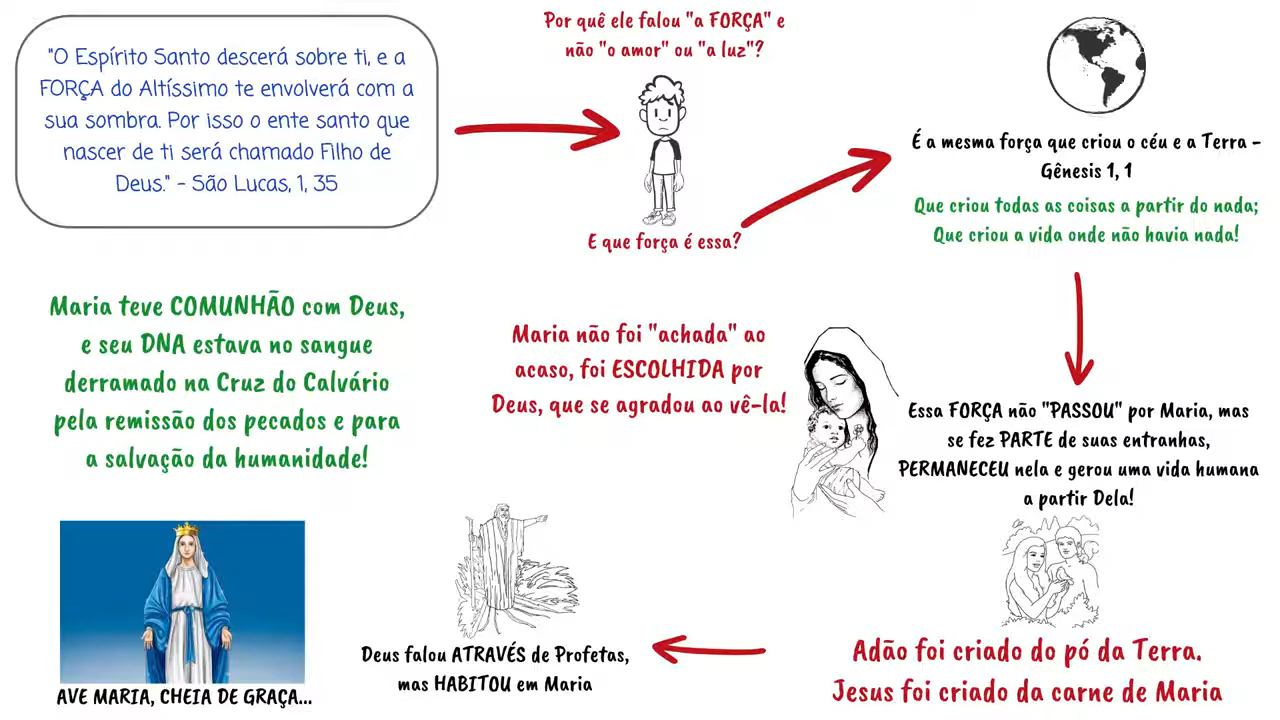 "O Espírito Santo descerá sobre ti, e a
FORÇA do Altíssimo te envolverá com a
sua sombra. Por isso o ente santo que
nascer de ti será chamado Filho de
Deus." - São Lucas, 1, 35
Por quê ele falou "a FORÇA" e
não "o amor" ou "a luz"?
E que força é essa?
É a mesma força que criou o céu e a Terra -
Gênesis 1, 1
Que criou todas as coisas a partir do nada;
Que criou a vida onde não havia nada!
Essa FORÇA não "PASSOU" por Maria, mas
se fez PARTE de suas entranhas,
PERMANECEU nela e gerou uma vida humana
a partir Dela!
Adão foi criado do pó da Terra.
Jesus foi criado da carne de Maria
Deus falou ATRAVÉS de Profetas,
mas HABITOU em Maria
Maria não foi "achada" ao
acaso, foi ESCOLHIDA por
Deus, que se agradou ao vê-la!
Maria teve COMUNHÃO com Deus,
e seu DNA estava no sangue
derramado na Cruz do Calvário
pela remissão dos pecados e para
a salvação da humanidade!
AVE MARIA, CHEIA DE GRAÇA...